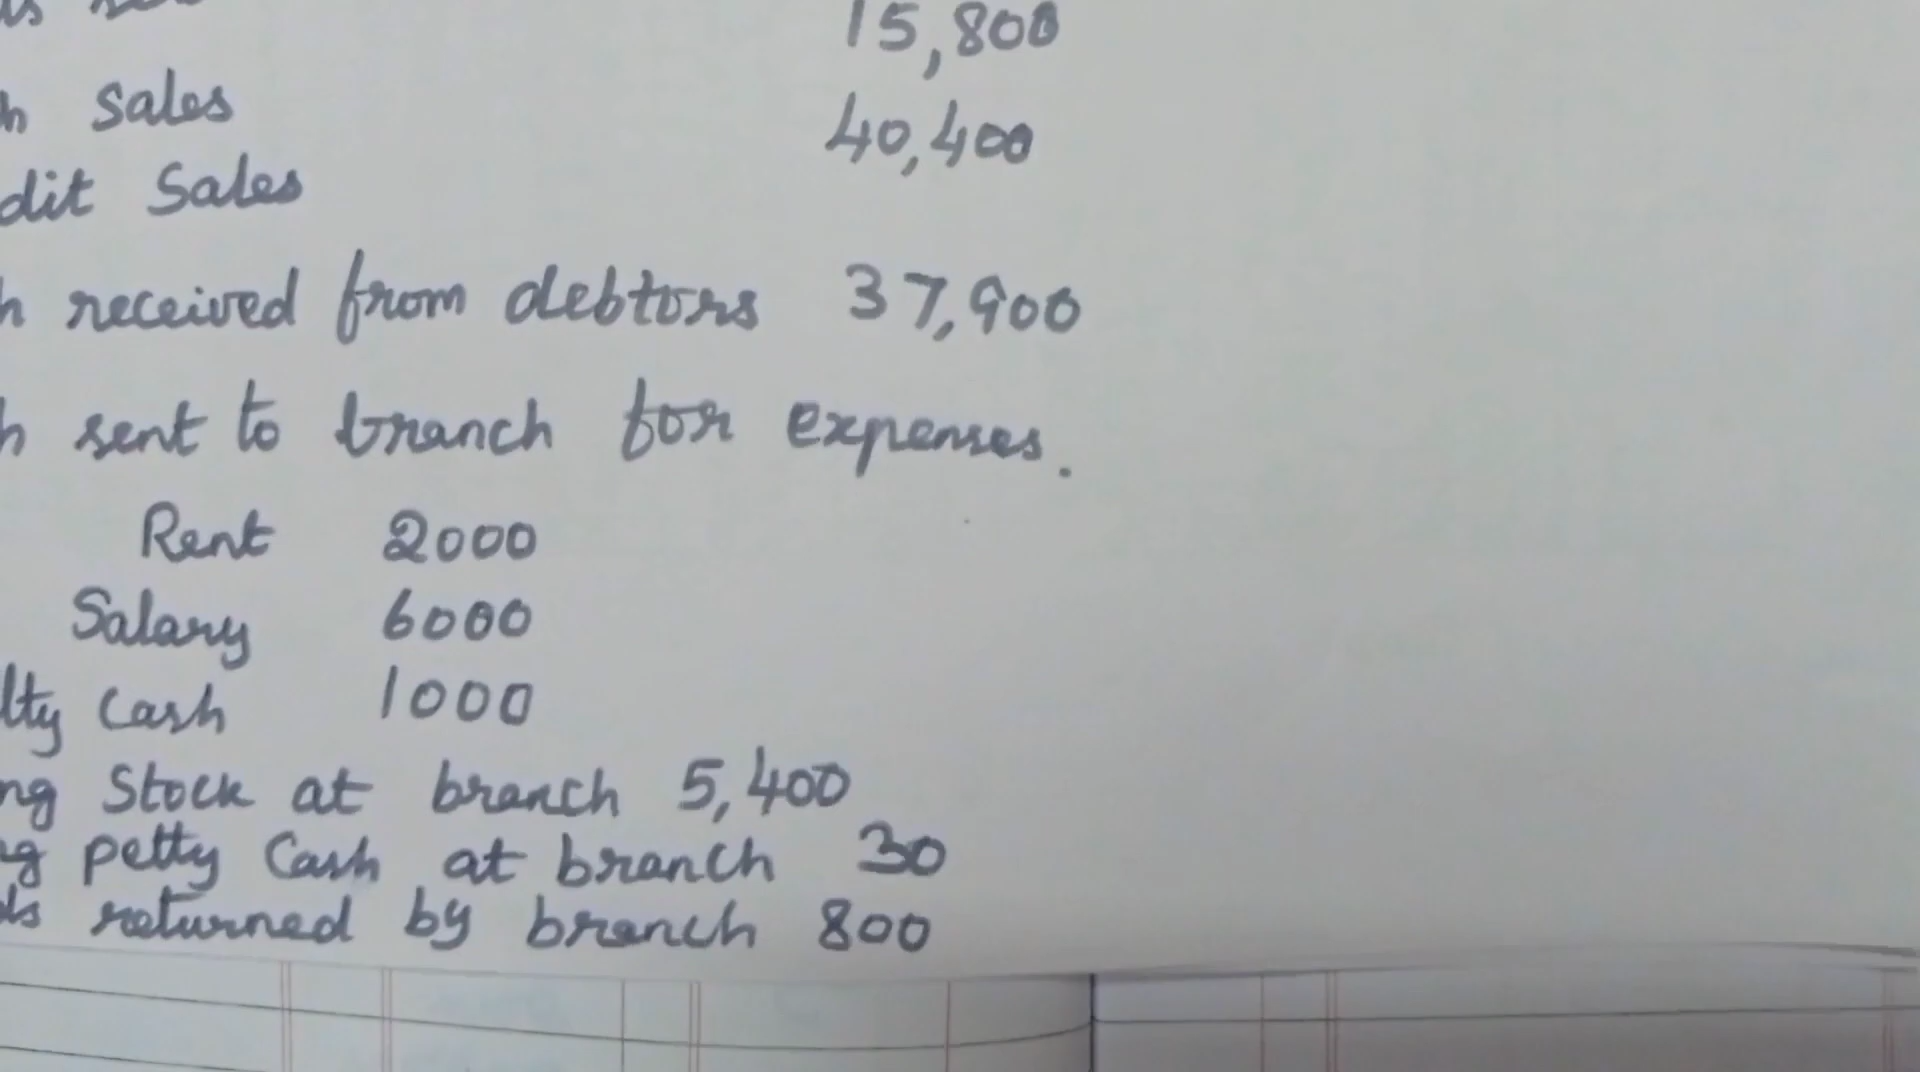 15,800
Sales
40,400
dit Sales
received from debtors 37,900
sent to branch for expenses.
Rent 2000
Salary 6000
lty Cash 1000
ng Stock at branch 5,400
petty Cash at branch 30
returned by branch 800